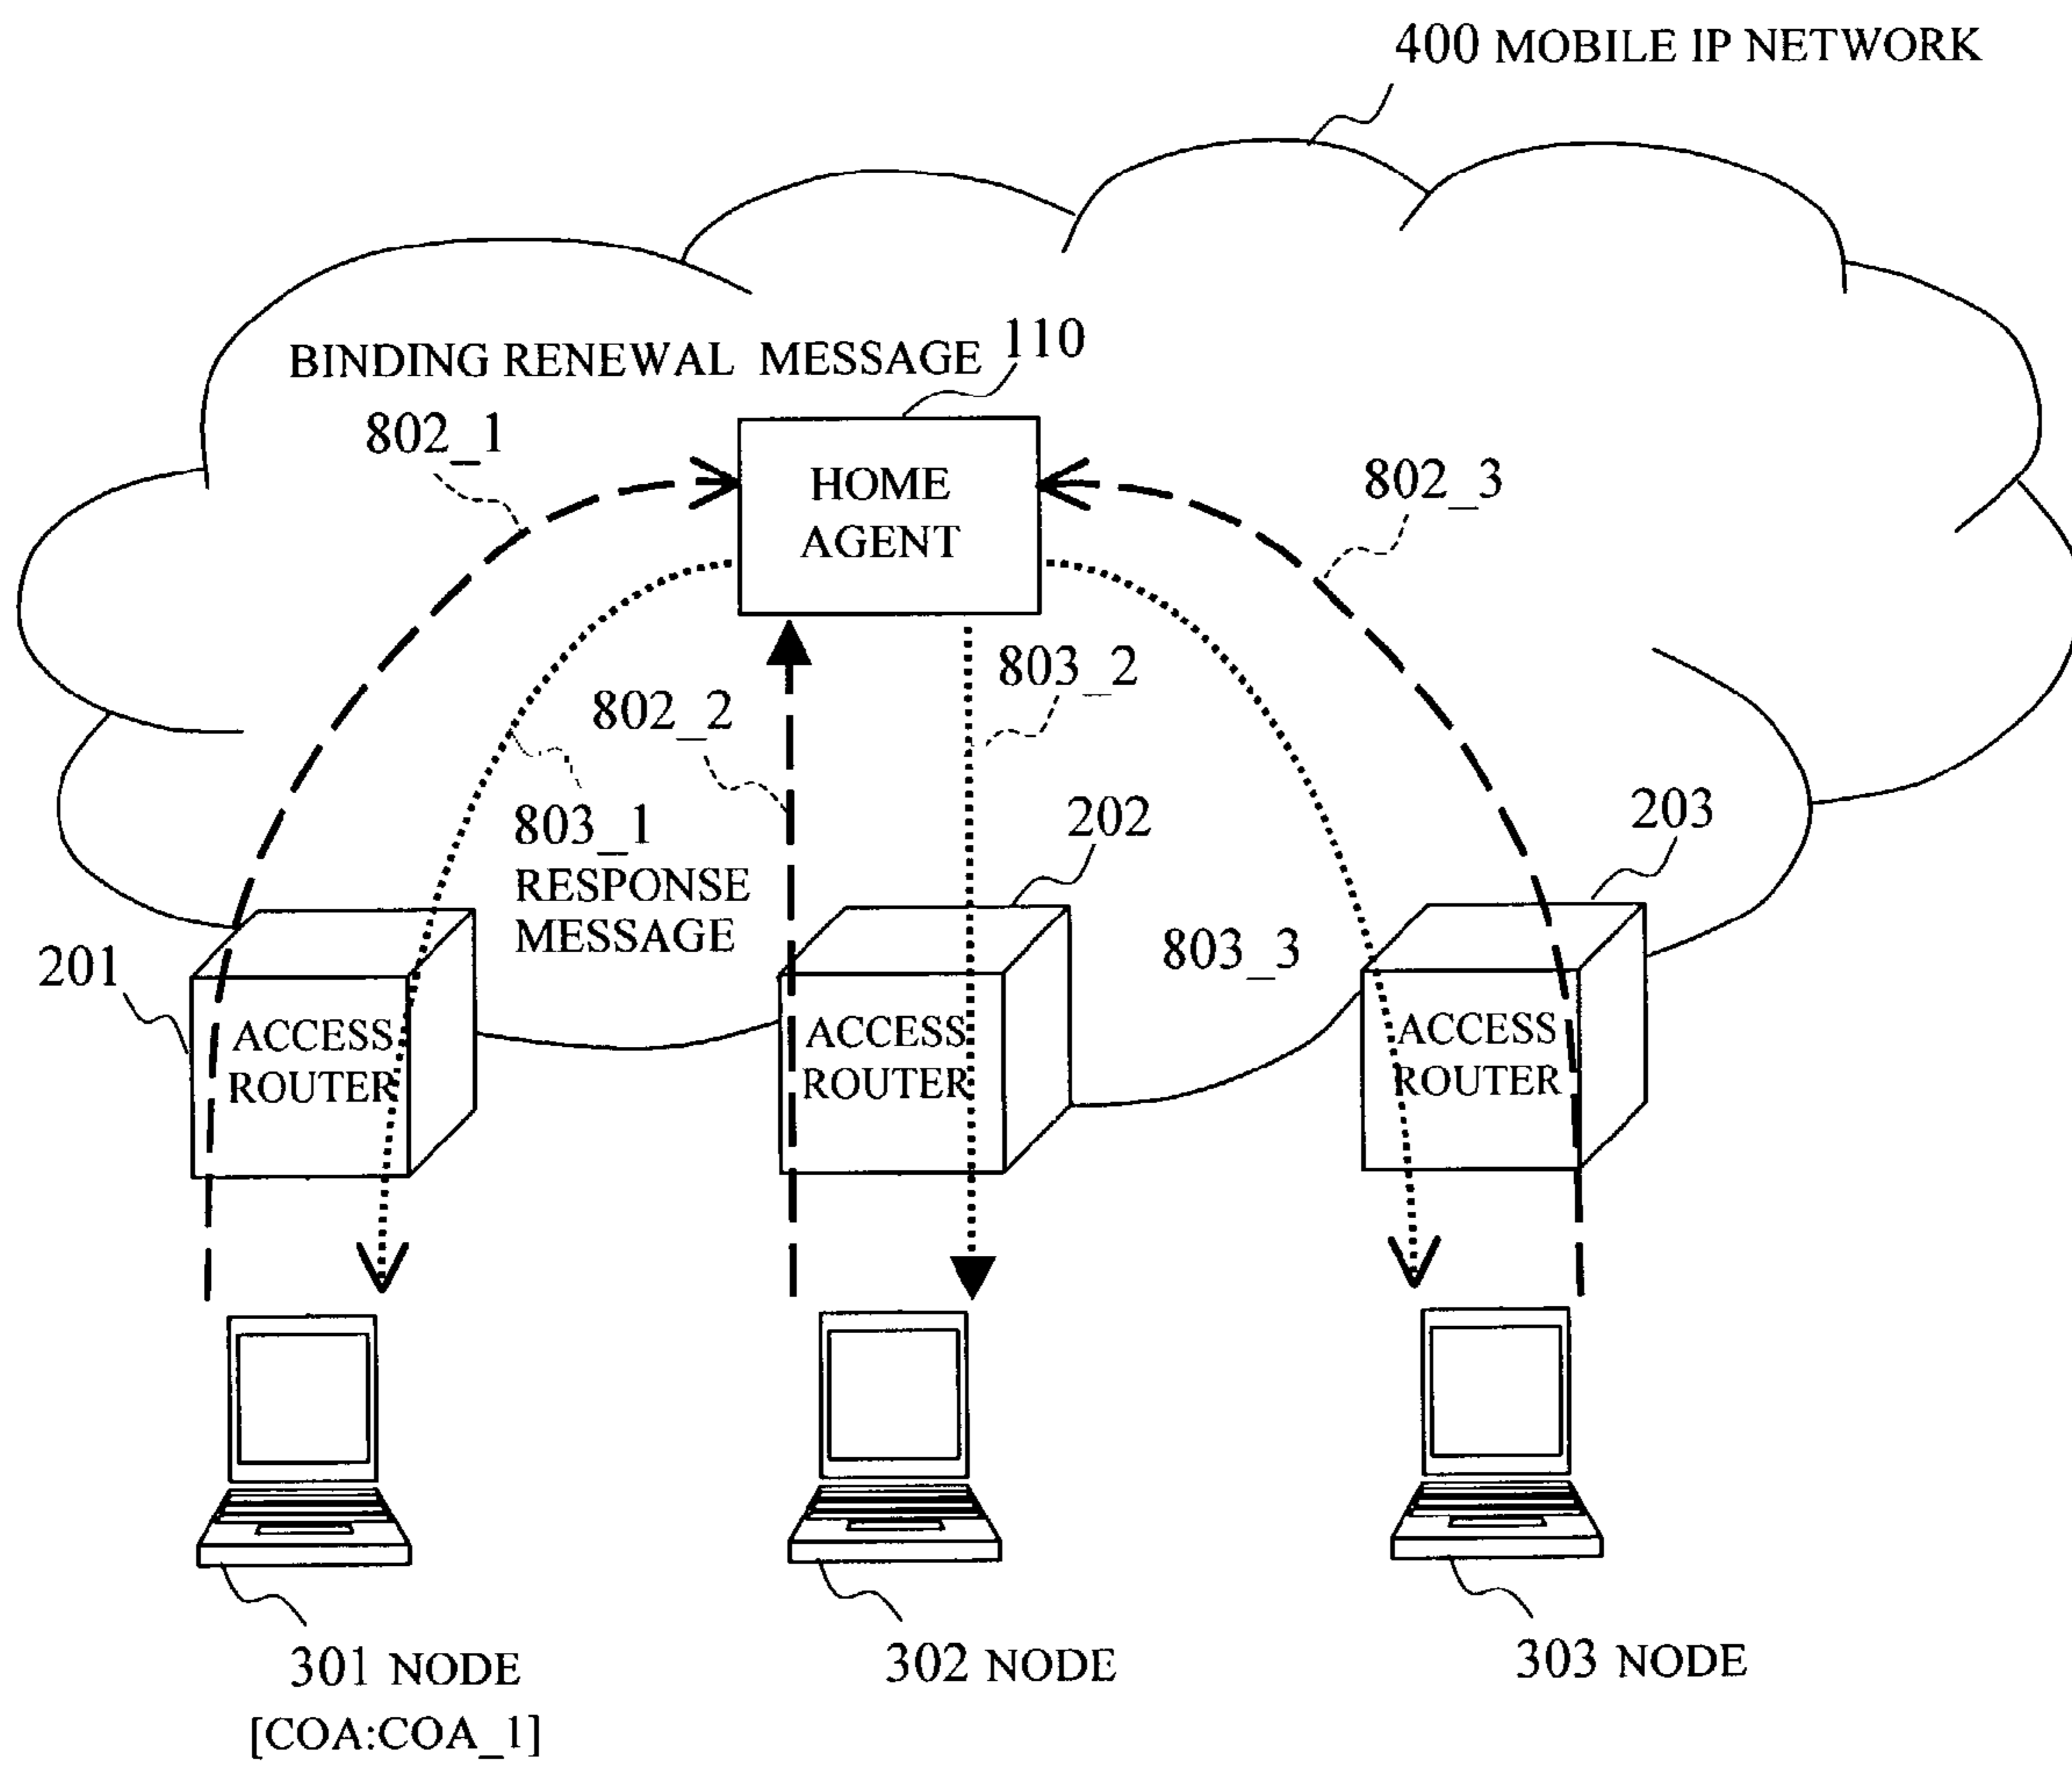 400 MOBILE IP NETWORK
BINDING RENEWAL MESSAGE
110
802_1
HOME
AGENT
802_3
803_2
802_2
803_1
RESPONSE
MESSAGE
202
203
201
803_3
ACCESS
ROUTER
ACCESS
ROUTER
ACCESS
ROUTER
301 NODE
[COA:COA_1]
302 NODE
303 NODE